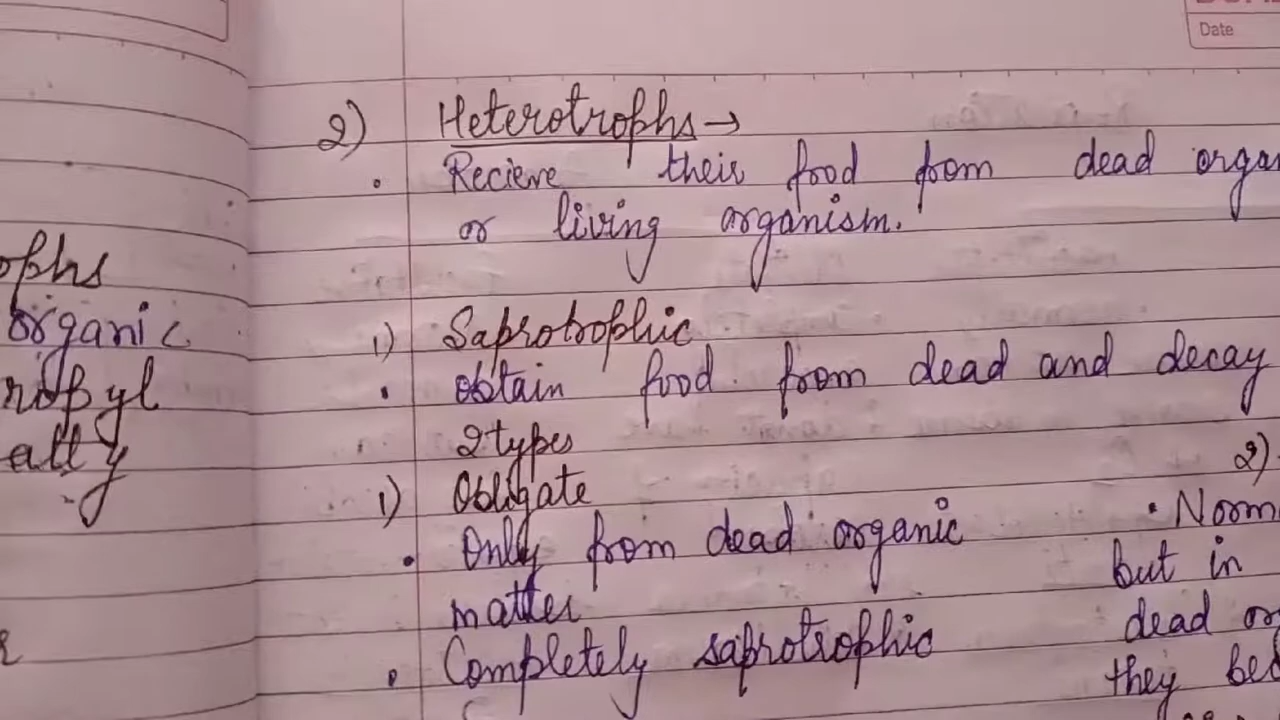 Date
2) Heterotrophs→
• Recieve their food from dead orga
or living organism.
1) Saprotrophic
• obtain food from dead and decay
2 types
1) Obligate
• Only from dead organic
matter
• Completely saprotrophic
2)
• Norm
but in
dead or
they be
ophs
organic
ropyl
ally